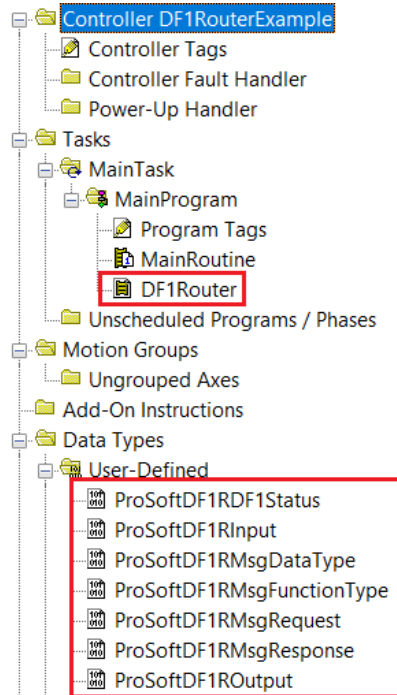 Controller DF1RouterExample
Controller Tags
Controller Fault Handler
Power-Up Handler
Tasks
MainTask
MainProgram
Program Tags
MainRoutine
DF1Router
Unscheduled Programs / Phases
Motion Groups
Ungrouped Axes
Add-On Instructions
Data Types
User-Defined
ProSoftDF1RDF1Status
ProSoftDF1RInput
ProSoftDF1RMsgDataType
ProSoftDF1RMsgFunctionType
ProSoftDF1RMsgRequest
ProSoftDF1RMsgResponse
ProSoftDF1ROutput